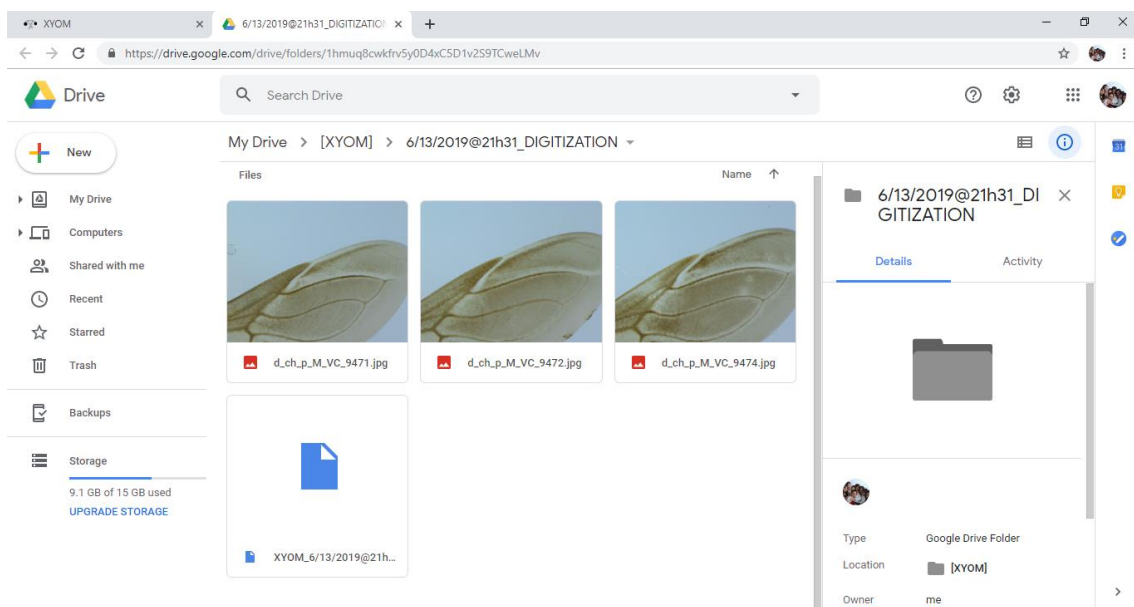 XYOM
6/13/2019@21h31_DIGITIZATION
https://drive.google.com/drive/folders/1hmuq8cwkfrv5y0D4xC5D1v2S9TCweLMv
Drive
Search Drive
New
My Drive > [XYOM] > 6/13/2019@21h31_DIGITIZATION
31
My Drive
Computers
Shared with me
Recent
Starred
Trash
Backups
Storage
9.1 GB of 15 GB used
UPGRADE STORAGE
Files
Name
d_ch_p_M_VC_9471.jpg
d_ch_p_M_VC_9472.jpg
d_ch_p_M_VC_9474.jpg
XYOM_6/13/2019@21h...
6/13/2019@21h31_DI
GITIZATION
Details
Activity
Type Google Drive Folder
Location [XYOM]
Owner me